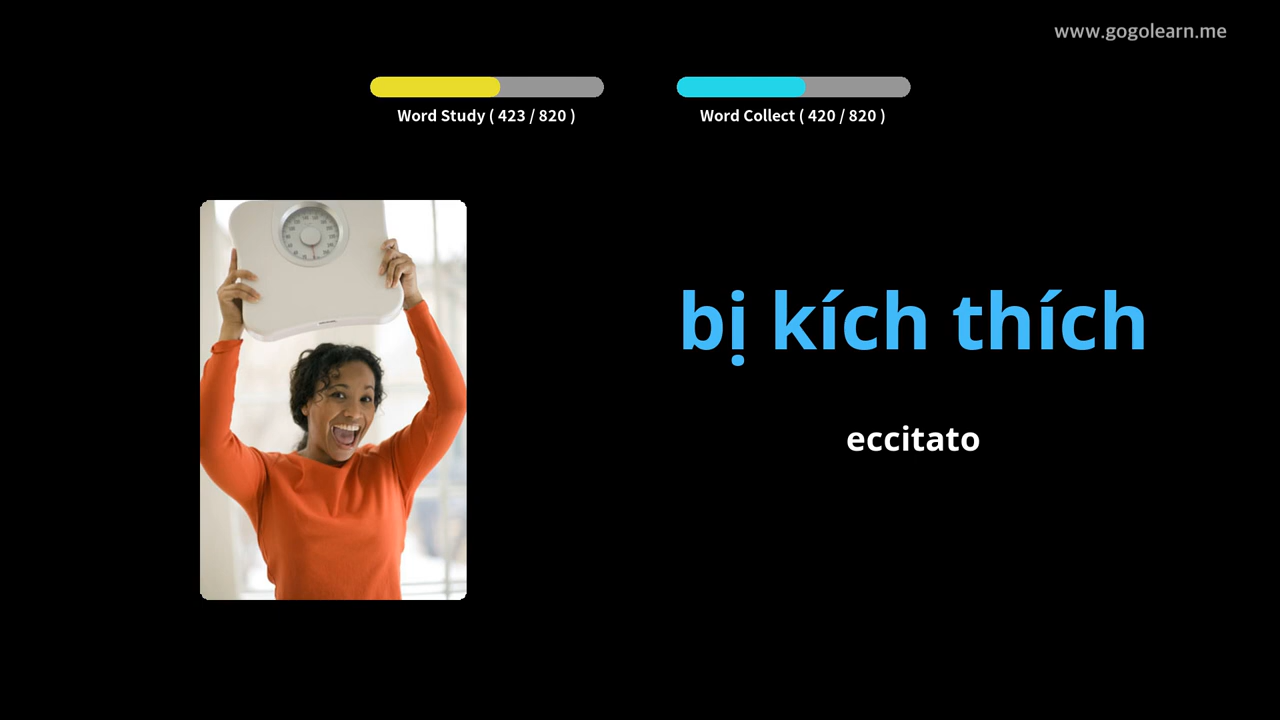 www.gogolearn.me
Word Study ( 423 / 820 )
Word Collect ( 420 / 820 )
bị kích thích
eccitato